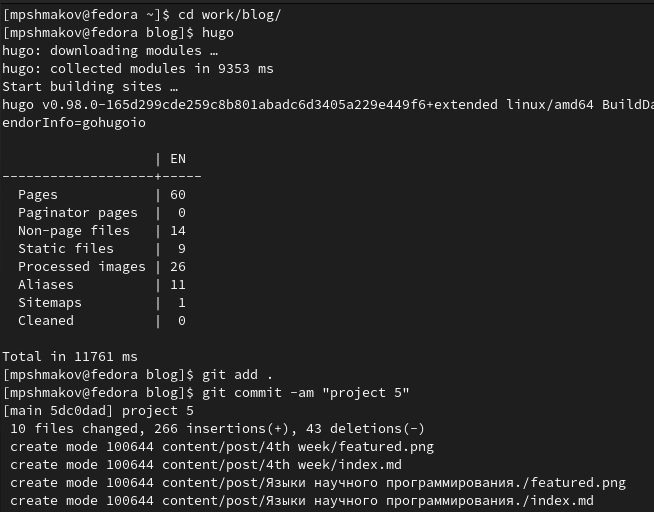 [mpshmakov@fedora ~]$ cd work/blog/
[mpshmakov@fedora blog]$ hugo
hugo: downloading modules …
hugo: collected modules in 9353 ms
Start building sites …
hugo v0.98.0-165d299cde259c8b801abadc6d3405a229e449f6+extended linux/amd64 BuildDa
endorInfo=gohugoio
                   | EN
-------------------+-----
  Pages            | 60
  Paginator pages  |  0
  Non-page files   | 14
  Static files     |  9
  Processed images | 26
  Aliases          | 11
  Sitemaps         |  1
  Cleaned          |  0
Total in 11761 ms
[mpshmakov@fedora blog]$ git add .
[mpshmakov@fedora blog]$ git commit -am "project 5"
[main 5dc0dad] project 5
 10 files changed, 266 insertions(+), 43 deletions(-)
 create mode 100644 content/post/4th week/featured.png
 create mode 100644 content/post/4th week/index.md
 create mode 100644 content/post/Языки научного программирования./featured.png
 create mode 100644 content/post/Языки научного программирования./index.md